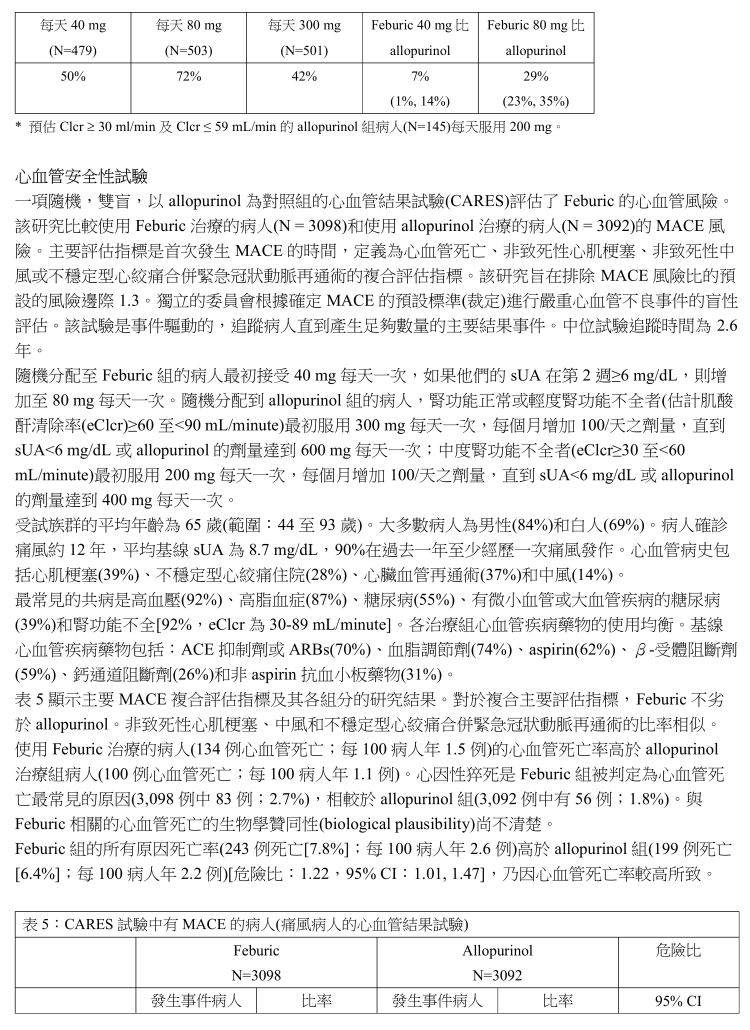 每天 40 mg 每天 80 mg 每天 300 mg Feburic 40 mg 比 Feburic 80 mg 比
(N=479) (N=503) (N=501) allopurinol allopurinol
50% 72% 42% 7% 29%
(1%, 14%) (23%, 35%)
* 預估 Clcr ≥ 30 ml/min 及 Clcr ≤ 59 mL/min 的 allopurinol 組病人(N=145)每天服用 200 mg。
心血管安全性試驗
一項隨機，雙盲，以 allopurinol 為對照組的心血管結果試驗(CARES)評估了 Feburic 的心血管風險。
該研究比較使用 Feburic 治療的病人(N = 3098)和使用 allopurinol 治療的病人(N = 3092)的 MACE 風
險。主要評估指標是首次發生 MACE 的時間，定義為心血管死亡、非致死性心肌梗塞、非致死性中
風或不穩定型心絞痛合併緊急冠狀動脈再通術的複合評估指標。該研究旨在排除 MACE 風險比的預
設的風險邊際 1.3。獨立的委員會根據確定 MACE 的預設標準(裁定)進行嚴重心血管不良事件的盲性
評估。該試驗是事件驅動的，追蹤病人直到產生足夠數量的主要結果事件。中位試驗追蹤時間為 2.6
年。
隨機分配至 Feburic 組的病人最初接受 40 mg 每天一次，如果他們的 sUA 在第 2 週≥6 mg/dL，則增
加至 80 mg 每天一次。隨機分配到 allopurinol 組的病人，腎功能正常或輕度腎功能不全者(估計肌酸
酐清除率(eClcr)≥60 至<90 mL/minute)最初服用 300 mg 每天一次，每個月增加 100/天之劑量，直到
sUA<6 mg/dL 或 allopurinol 的劑量達到 600 mg 每天一次；中度腎功能不全者(eClcr≥30 至<60
mL/minute)最初服用 200 mg 每天一次，每個月增加 100/天之劑量，直到 sUA<6 mg/dL 或 allopurinol
的劑量達到 400 mg 每天一次。
受試族群的平均年齡為 65 歲(範圍：44 至 93 歲)。大多數病人為男性(84%)和白人(69%)。病人確診
痛風約 12 年，平均基線 sUA 為 8.7 mg/dL，90%在過去一年至少經歷一次痛風發作。心血管病史包
括心肌梗塞(39%)、不穩定型心絞痛住院(28%)、心臟血管再通術(37%)和中風(14%)。
最常見的共病是高血壓(92%)、高脂血症(87%)、糖尿病(55%)、有微小血管或大血管疾病的糖尿病
(39%)和腎功能不全[92%，eClcr 為 30-89 mL/minute]。各治療組心血管疾病藥物的使用均衡。基線
心血管疾病藥物包括：ACE 抑制劑或 ARBs(70%)、血脂調節劑(74%)、aspirin(62%)、β-受體阻斷劑
(59%)、鈣通道阻斷劑(26%)和非 aspirin 抗血小板藥物(31%)。
表 5 顯示主要 MACE 複合評估指標及其各組分的研究結果。對於複合主要評估指標，Feburic 不劣
於 allopurinol。非致死性心肌梗塞、中風和不穩定型心絞痛合併緊急冠狀動脈再通術的比率相似。
使用 Feburic 治療的病人(134 例心血管死亡；每 100 病人年 1.5 例)的心血管死亡率高於 allopurinol
治療組病人(100 例心血管死亡；每 100 病人年 1.1 例)。心因性猝死是 Feburic 組被判定為心血管死
亡最常見的原因(3,098 例中 83 例；2.7%)，相較於 allopurinol 組(3,092 例中有 56 例；1.8%)。與
Feburic 相關的心血管死亡的生物學贊同性(biological plausibility)尚不清楚。
Feburic 組的所有原因死亡率(243 例死亡[7.8%]；每 100 病人年 2.6 例)高於 allopurinol 組(199 例死亡
[6.4%]；每 100 病人年 2.2 例)[危險比：1.22，95% CI：1.01, 1.47]，乃因心血管死亡率較高所致。
表 5：CARES 試驗中有 MACE 的病人(痛風病人的心血管結果試驗)
Feburic Allopurinol 危險比
N=3098 N=3092
發生事件病人 比率 發生事件病人 比率 95% CI